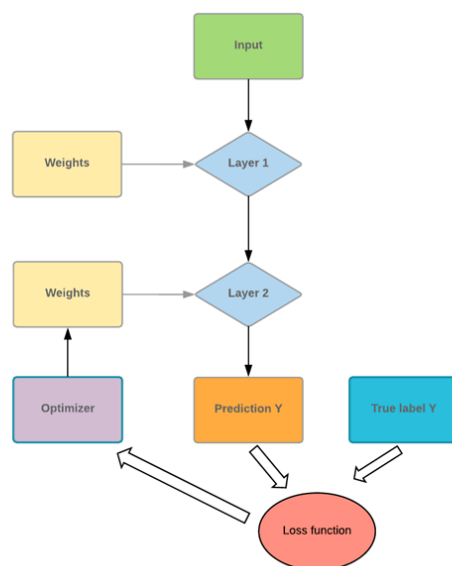 Input
Weights
Layer 1
Weights
Layer 2
Optimizer
Prediction Y
True label Y
Loss function